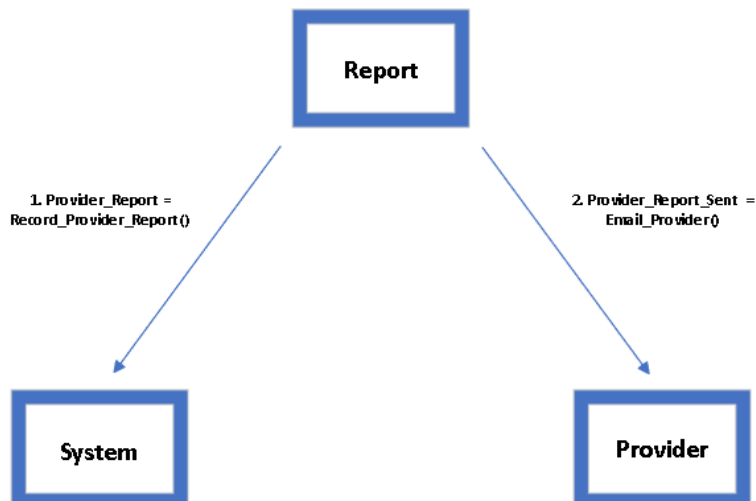 Report
1. Provider_Report =
Record_Provider_Report()
2. Provider_Report_Sent =
Email_Provider()
System
Provider